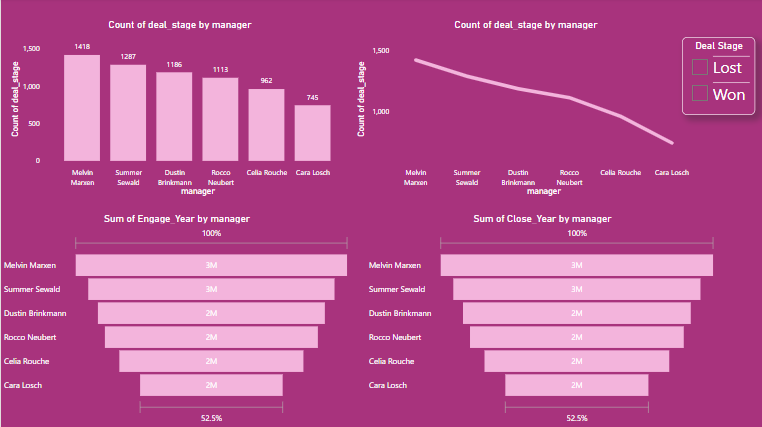 Count of deal_stage by manager
Count of deal_stage
1,500
1,000
500
0
1418
1287
1186
1113
962
745
Melvin Marxen
Summer Sewald
Dustin Brinkmann
Rocco Neubert
Celia Rouche
Cara Losch
manager
Count of deal_stage by manager
Count of deal_stage
1,500
1,000
Melvin Marxen
Summer Sewald
Dustin Brinkmann
Rocco Neubert
Celia Rouche
Cara Losch
manager
Deal Stage
Lost
Won
Sum of Engage_Year by manager
100%
Melvin Marxen 3M
Summer Sewald 3M
Dustin Brinkmann 2M
Rocco Neubert 2M
Celia Rouche 2M
Cara Losch 2M
52.5%
Sum of Close_Year by manager
100%
Melvin Marxen 3M
Summer Sewald 3M
Dustin Brinkmann 2M
Rocco Neubert 2M
Celia Rouche 2M
Cara Losch 2M
52.5%